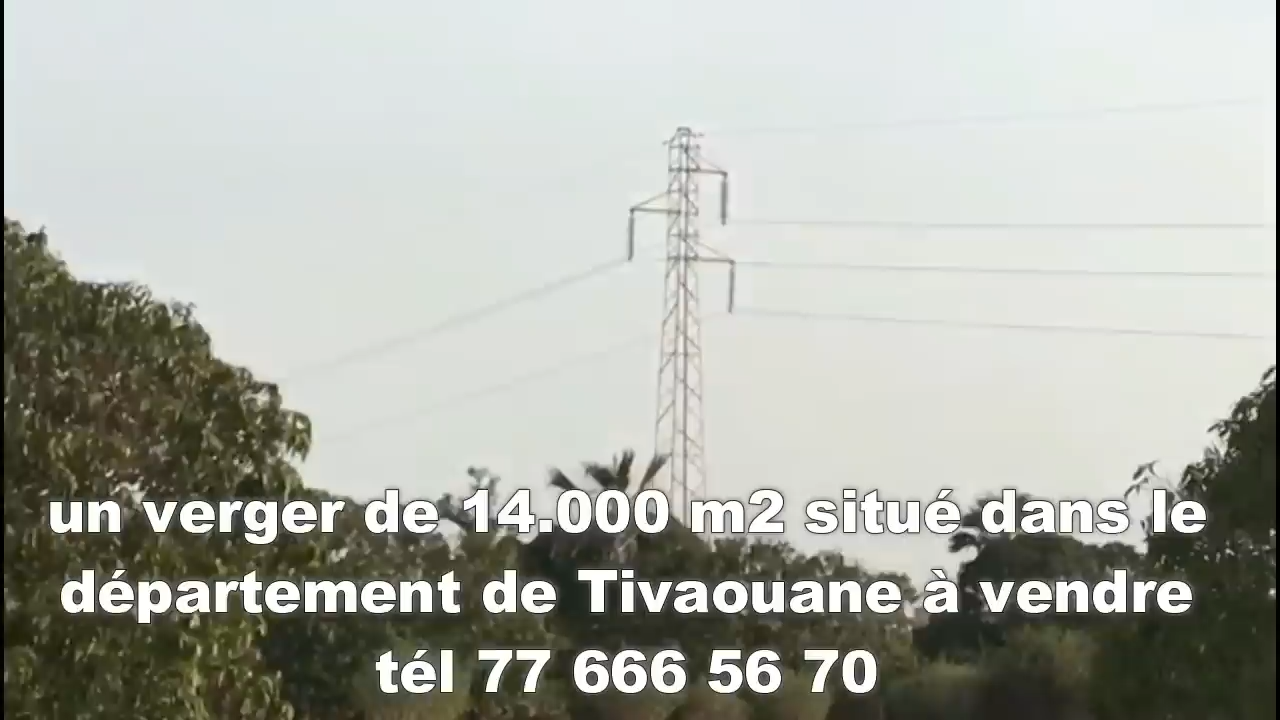 un verger de 14.000 m2 situé dans le
département de Tivaouane à vendre
tél 77 666 56 70